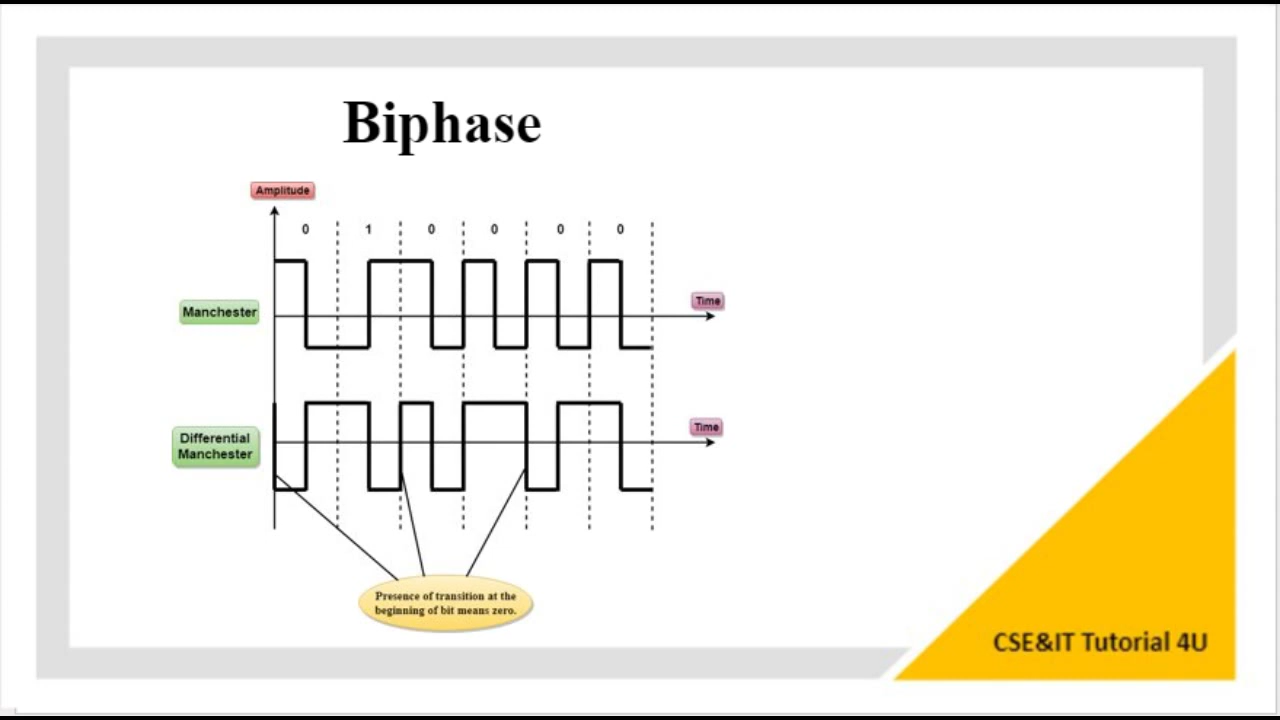 Biphase
Amplitude
0 1 0 0 0 0
Time
Manchester
Time
Differential
Manchester
Presence of transition at the
beginning of bit means zero.
CSE&IT Tutorial 4U